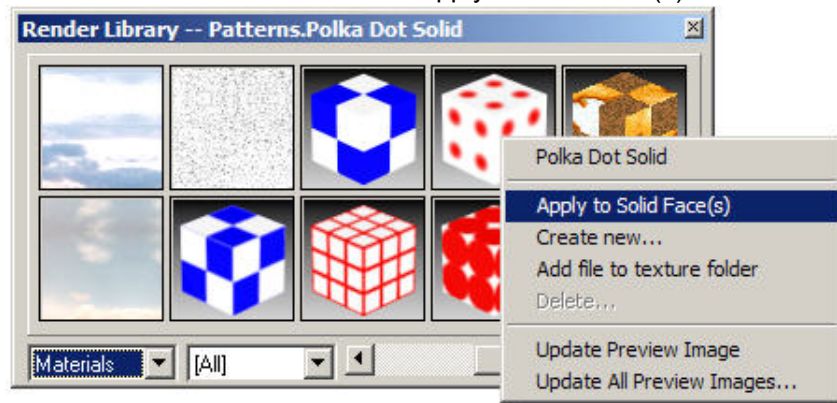 Render Library -- Patterns.Polka Dot Solid
Polka Dot Solid
Apply to Solid Face(s)
Create new...
Add file to texture folder
Delete...
Update Preview Image
Update All Preview Images...
Materials
[All]